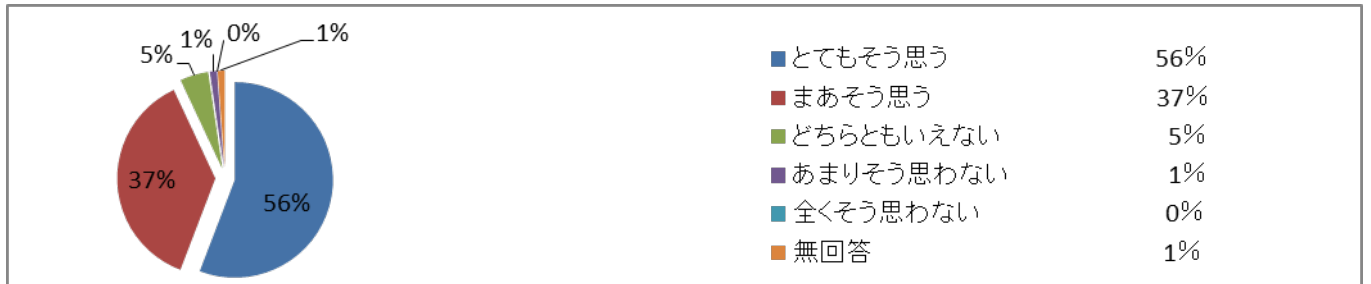 1% 0% 1%
5%
37%
56%
とてもそう思う 56%
まあそう思う 37%
どちらともいえない 5%
あまりそう思わない 1%
全くそう思わない 0%
無回答 1%